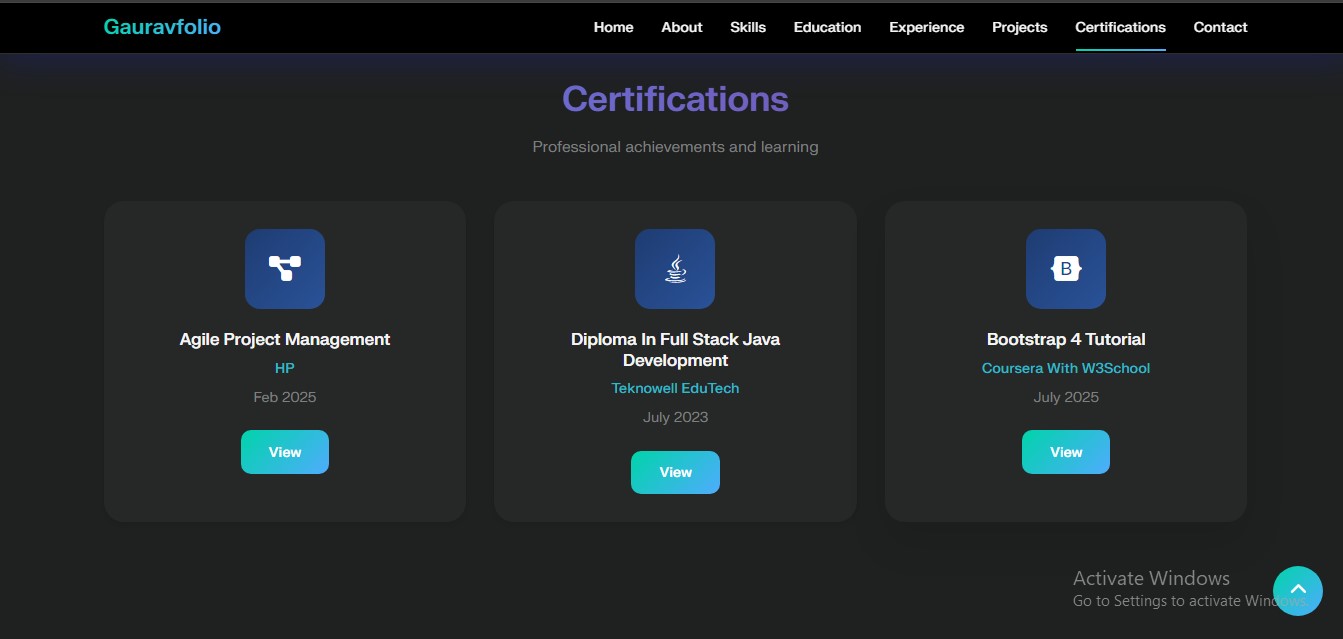 Gauravfolio
Home About Skills Education Experience Projects Certifications Contact
Certifications
Professional achievements and learning
Agile Project Management
HP
Feb 2025
View
Diploma In Full Stack Java
Development
Teknowell EduTech
July 2023
View
B
Bootstrap 4 Tutorial
Coursera With W3School
July 2025
View
Activate Windows
Go to Settings to activate Windows.